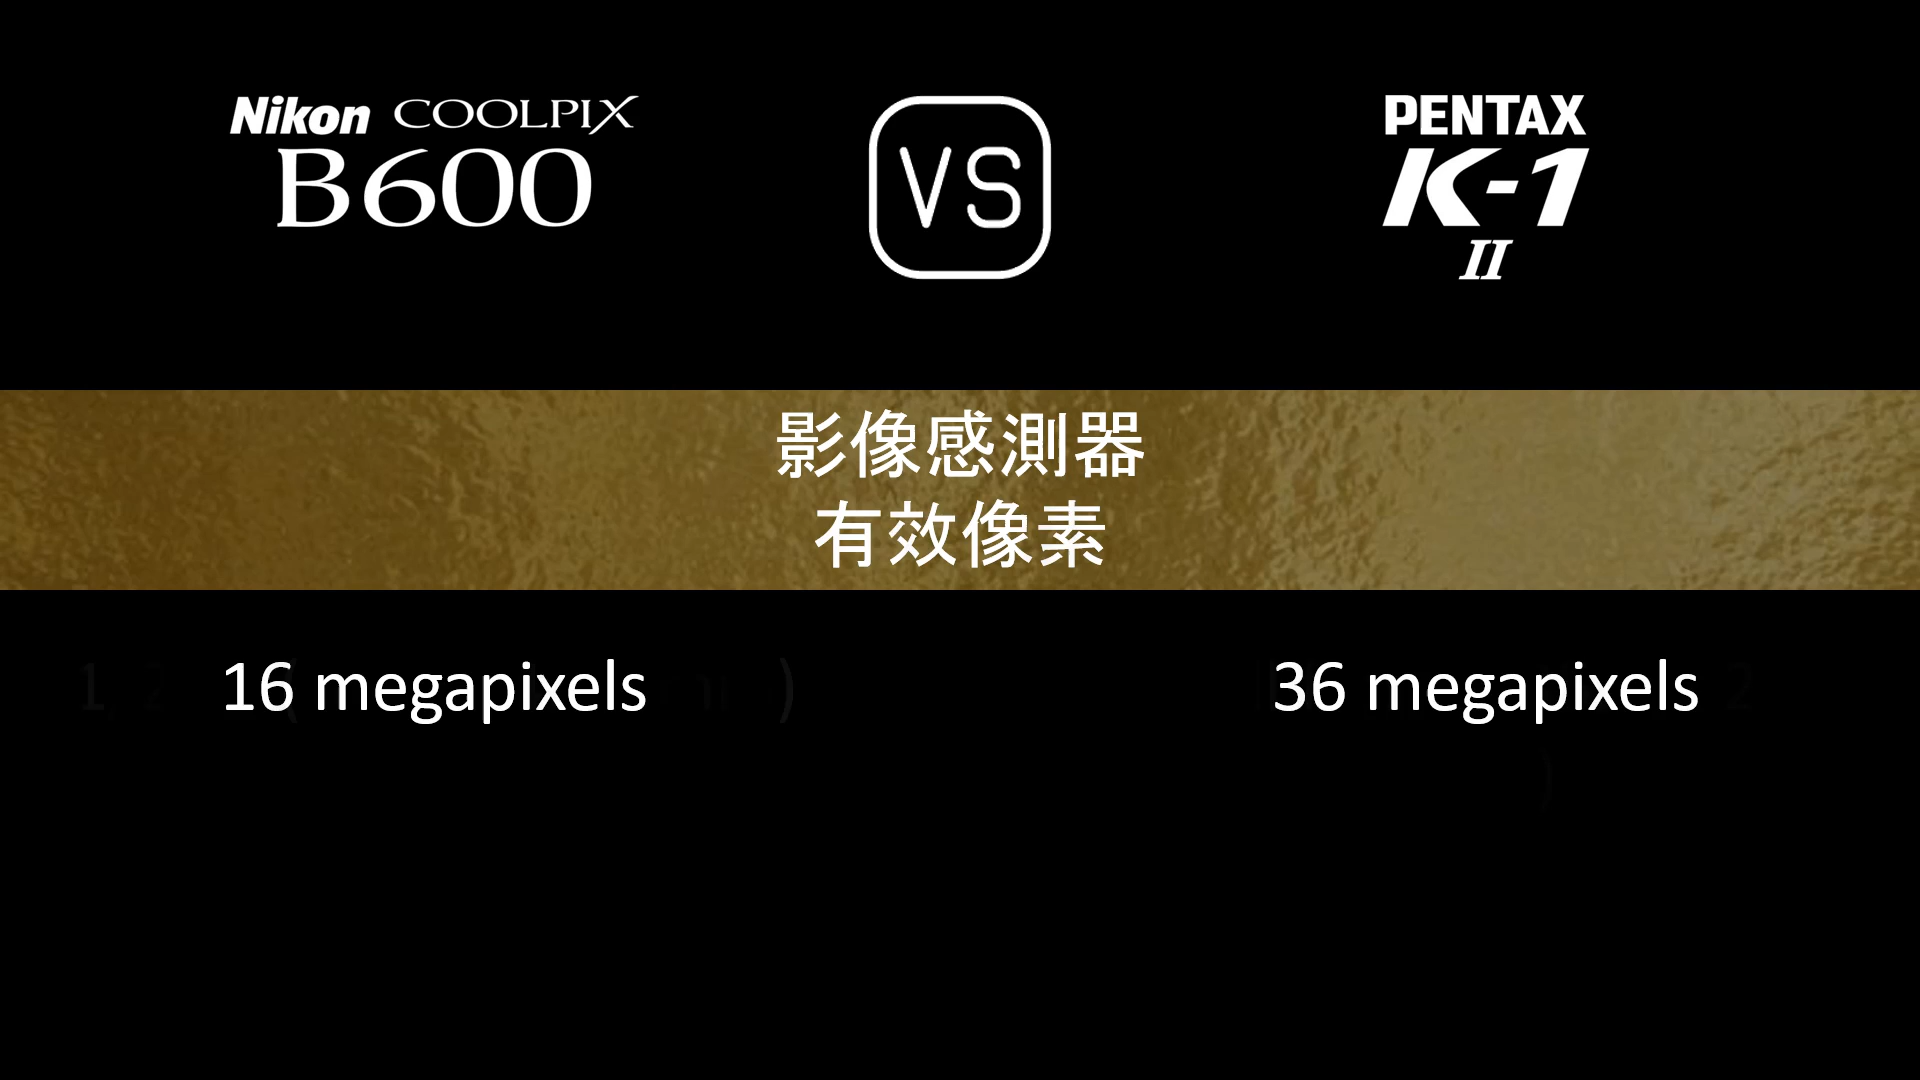 Nikon COOLPIX
B600
VS
PENTAX
K-1
II
影像感測器
有效像素
16 megapixels
36 megapixels